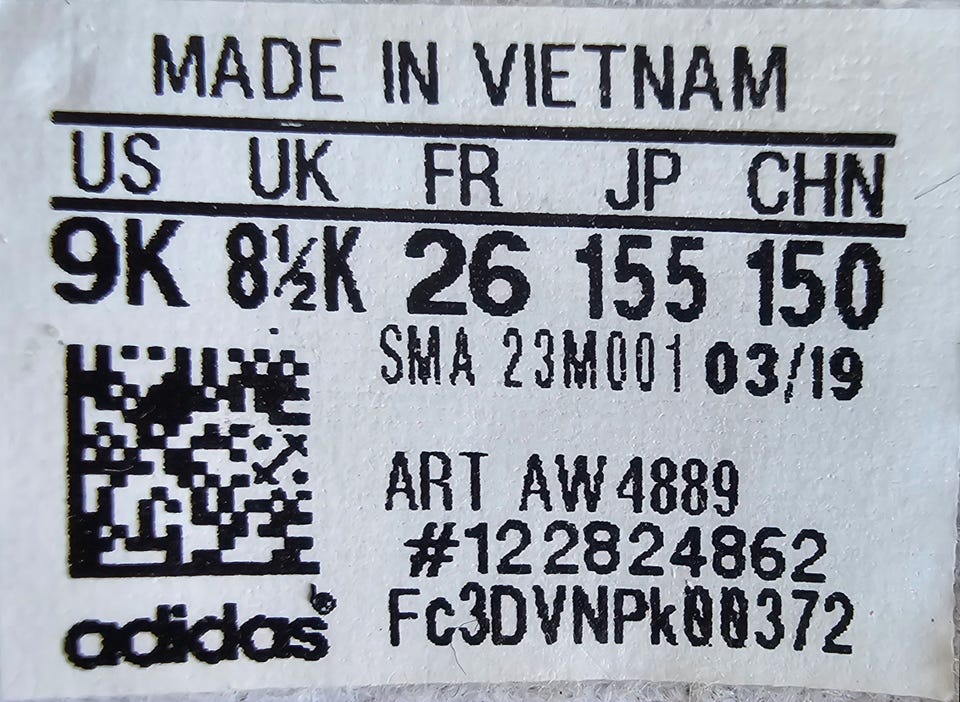 MADE IN VIETNAM
US UK FR JP CHN
9K 8½K 26 155 150
SMA 23M001 03/19
ART AW4889
#122824862
Fc3DVNPk00372
adidas®